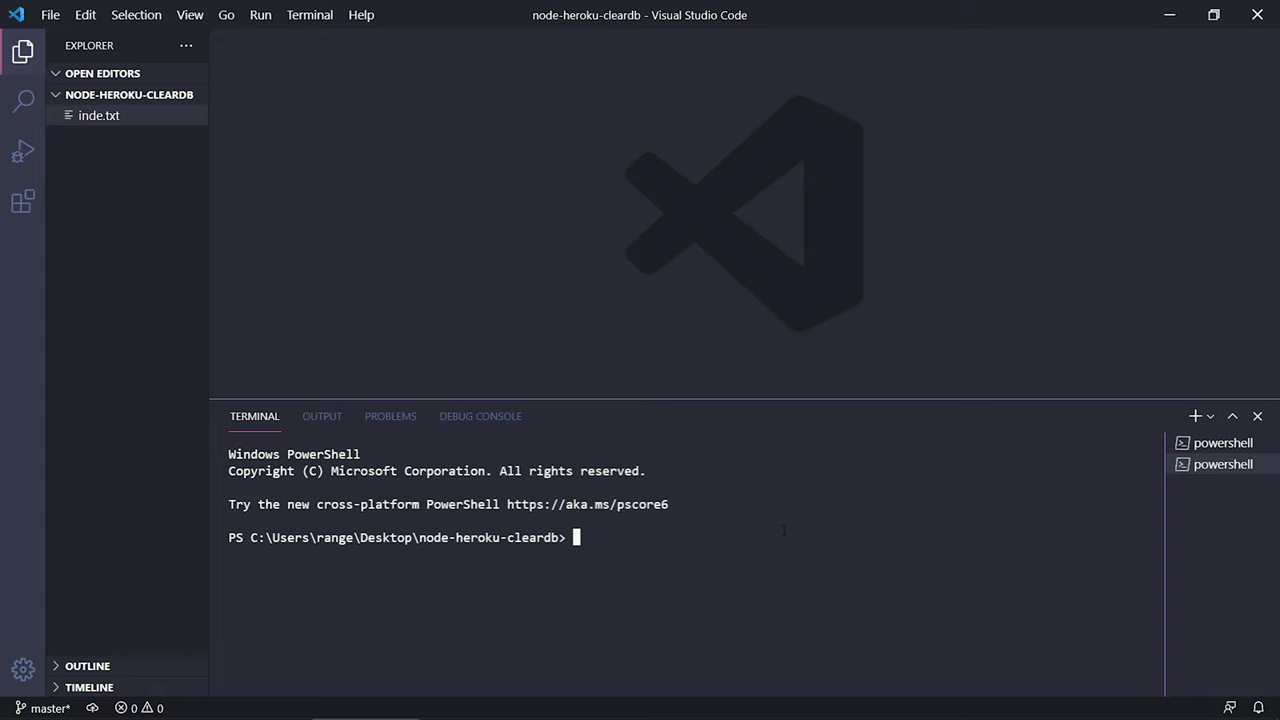 File Edit Selection View Go Run Terminal Help
node-heroku-cleardb - Visual Studio Code
EXPLORER
OPEN EDITORS
NODE-HEROKU-CLEARDB
inde.txt
TERMINAL OUTPUT PROBLEMS DEBUG CONSOLE
Windows PowerShell
Copyright (C) Microsoft Corporation. All rights reserved.
Try the new cross-platform PowerShell https://aka.ms/pscore6
PS C:\Users\range\Desktop\node-heroku-cleardb>
powershell
powershell
OUTLINE
TIMELINE
master* 0 0